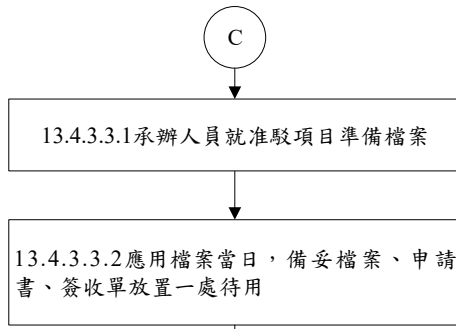 C
13.4.3.3.1承辦人員就准駁項目準備檔案
13.4.3.3.2應用檔案當日，備妥檔案、申請
書、簽收單放置一處待用